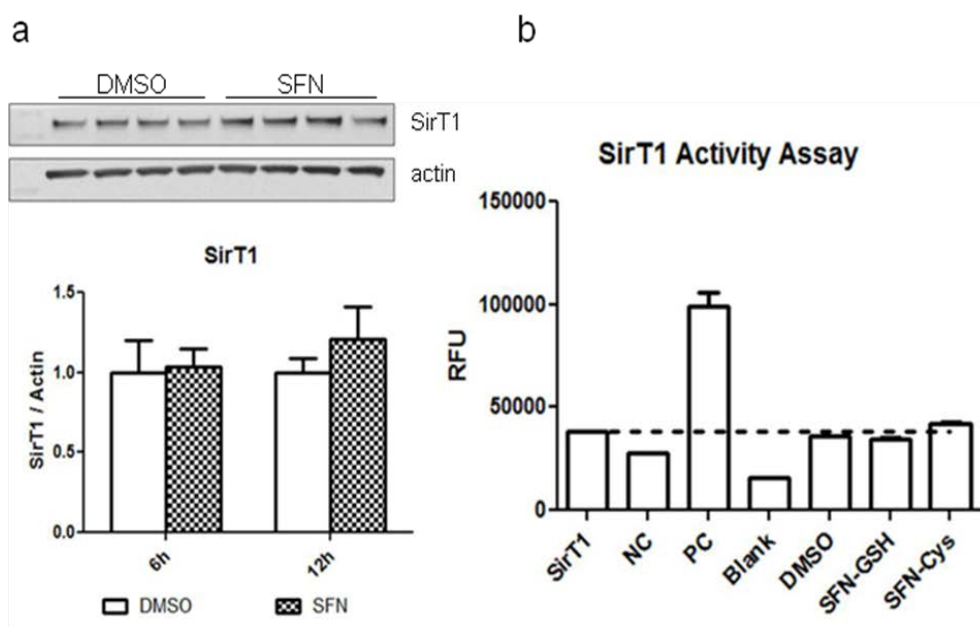 a
DMSO SFN
SirT1
actin
SirT1
SirT1 / Actin
1.5
1.0
0.5
0.0
6h 12h
DMSO SFN
b
SirT1 Activity Assay
RFU
150000
100000
50000
0
SirT1 NC PC Blank DMSO SFN-GSH SFN-Cys